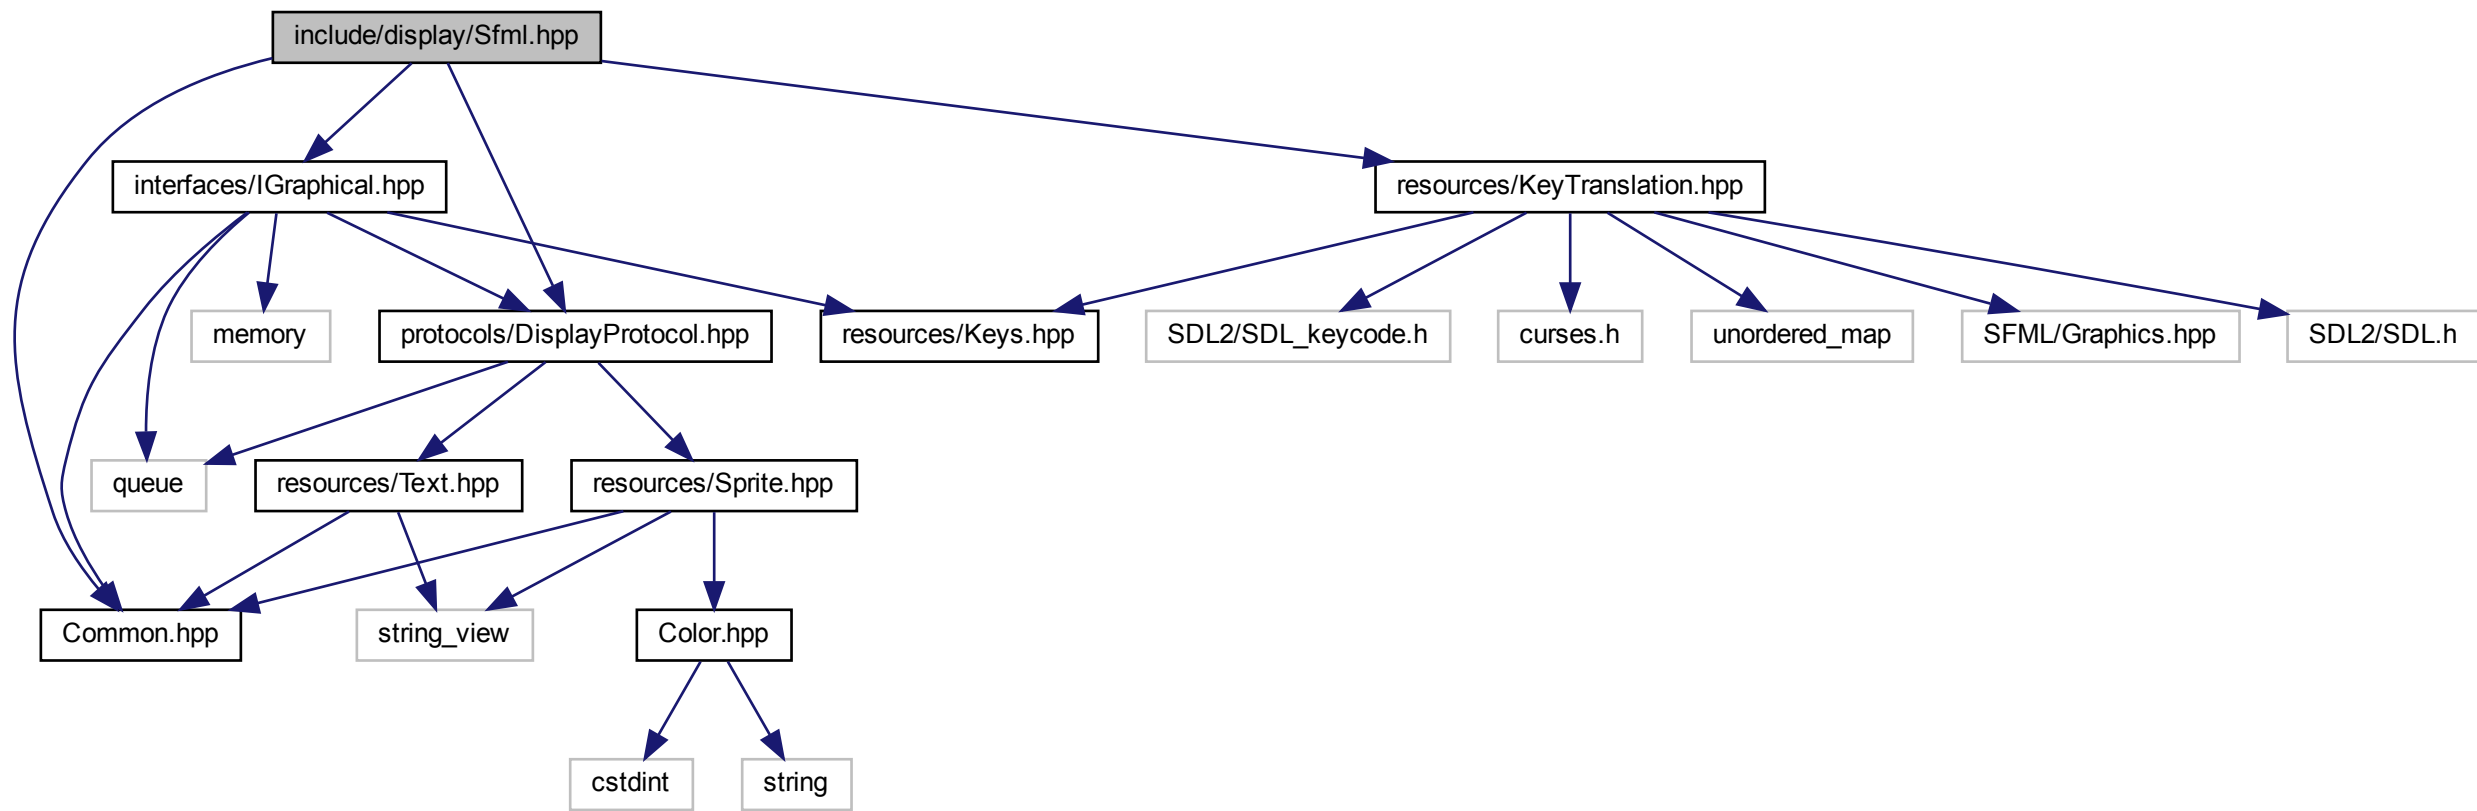 include/display/Sfml.hpp
interfaces/IGraphical.hpp
resources/KeyTranslation.hpp
memory
protocols/DisplayProtocol.hpp
resources/Keys.hpp
SDL2/SDL_keycode.h
curses.h
unordered_map
SFML/Graphics.hpp
SDL2/SDL.h
queue
resources/Text.hpp
resources/Sprite.hpp
Common.hpp
string_view
Color.hpp
cstdint
string